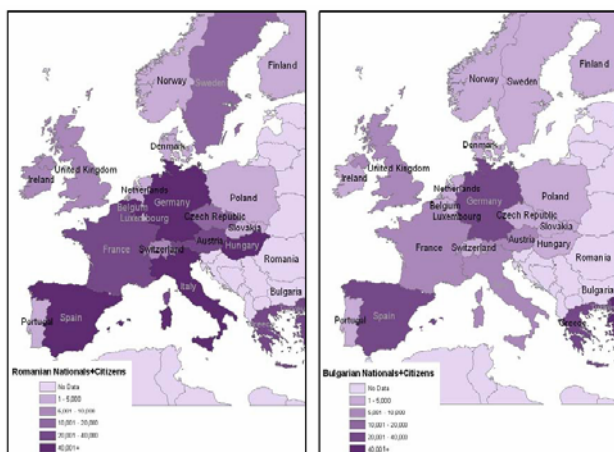 Finland
Norway
Sweden
Denmark
United Kingdom
Ireland
Netherlands
Poland
Belgium
Germany
Luxembourg
Czech Republic
Slovakia
France
Switzerland
Austria
Hungary
Romania
Italy
Bulgaria
Portugal
Spain
Greece
Romanian Nationals+Citizens
No Data
1 - 5,000
5,001 - 10,000
10,001 - 20,000
20,001 - 40,000
40,001+
Finland
Norway
Sweden
Denmark
United Kingdom
Ireland
Netherlands
Poland
Belgium
Germany
Luxembourg
Czech Republic
Slovakia
France
Switzerland
Austria
Hungary
Romania
Italy
Bulgaria
Portugal
Spain
Greece
Bulgarian Nationals+Citizens
No Data
1 - 5,000
5,001 - 10,000
10,001 - 20,000
20,001 - 40,000
40,001+